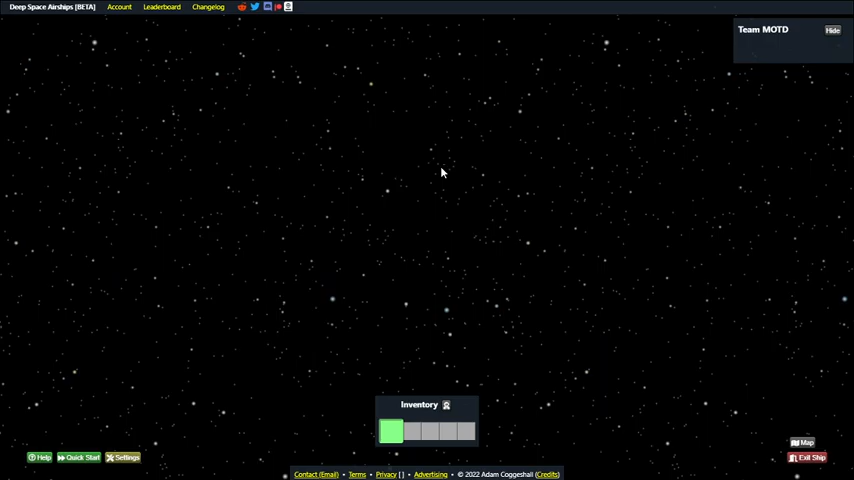 Deep Space Airships [BETA] Account Leaderboard Changelog
Team MOTD Hide
Inventory
Map
Help Quick Start Settings Exit Ship
Contact (Email) • Terms • Privacy [ ] • Advertising • © 2022 Adam Coggeshall (Credits)